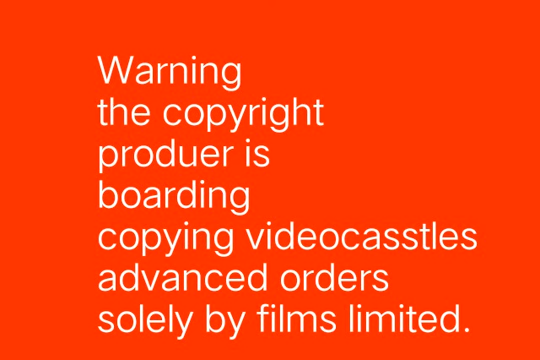 Warning
the copyright
produer is
boarding
copying videocasstles
advanced orders
solely by films limited.